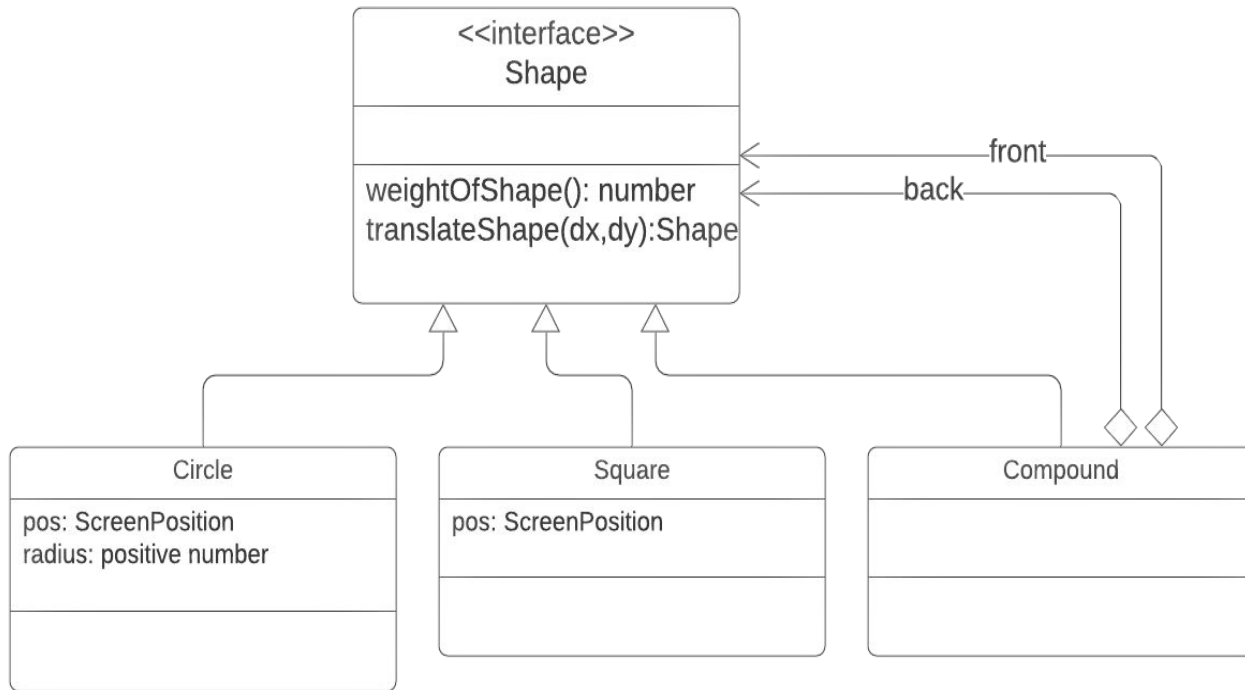 <<interface>>
Shape
weightOfShape(): number
translateShape(dx,dy):Shape
front
back
Circle
pos: ScreenPosition
radius: positive number
Square
pos: ScreenPosition
Compound